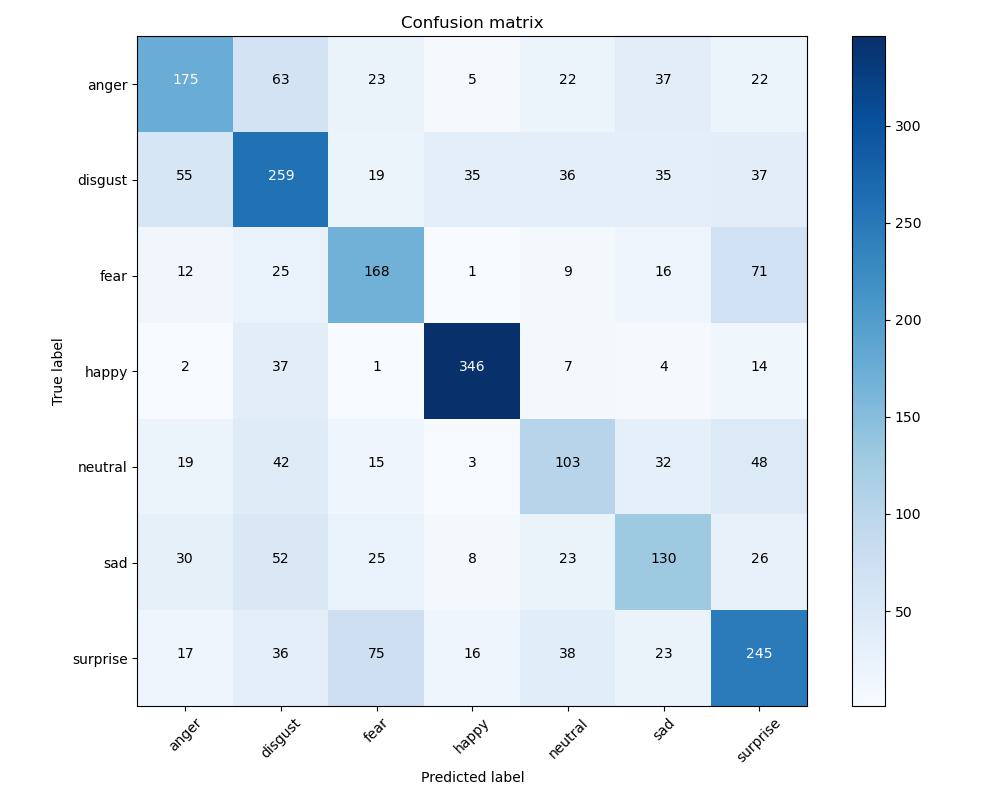 Confusion matrix
anger 175 63 23 5 22 37 22
disgust 55 259 19 35 36 35 37
fear 12 25 168 1 9 16 71
happy 2 37 1 346 7 4 14
neutral 19 42 15 3 103 32 48
sad 30 52 25 8 23 130 26
surprise 17 36 75 16 38 23 245
anger disgust fear happy neutral sad surprise
Predicted label
True label
300
250
200
150
100
50